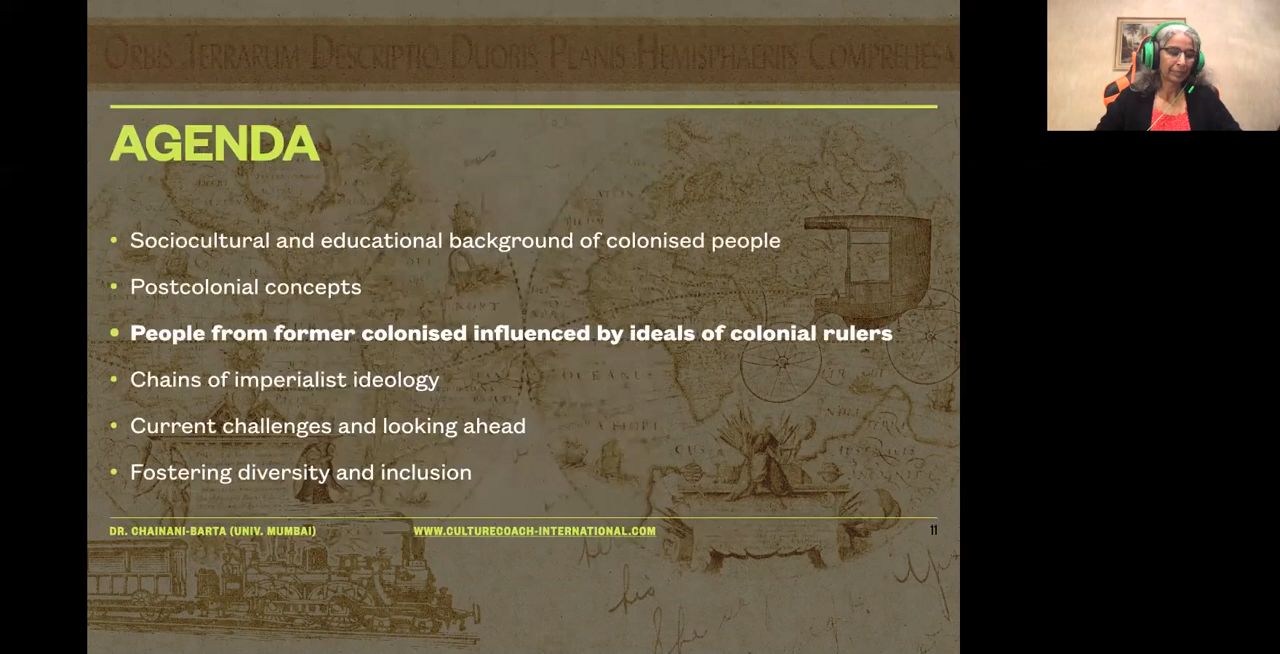 ORBIS TERRARUM DESCRIPTIO DUOBIS PLANIS HEMISPHAERIIS COMPREHESA
AGENDA
• Sociocultural and educational background of colonised people
• Postcolonial concepts
• People from former colonised influenced by ideals of colonial rulers
• Chains of imperialist ideology
• Current challenges and looking ahead
• Fostering diversity and inclusion
DR. CHAINANI-BARTA (UNIV. MUMBAI)
WWW.CULTURECOACH-INTERNATIONAL.COM
11